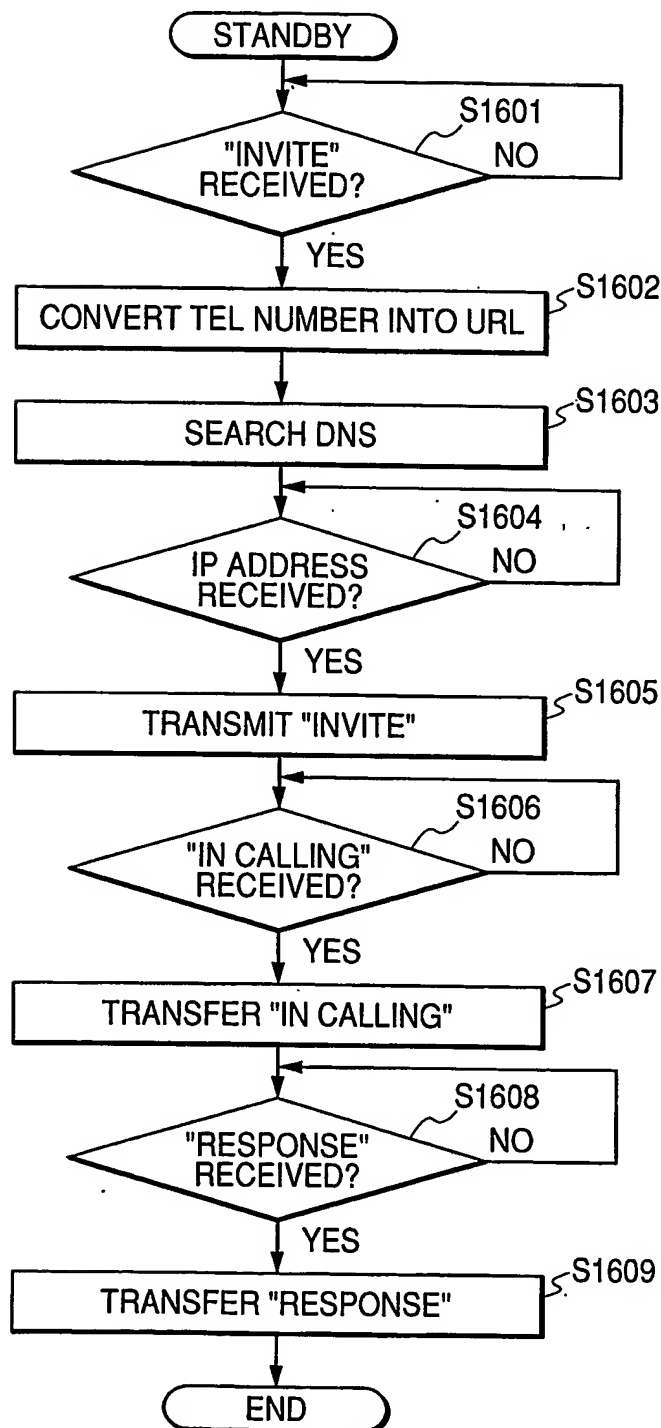 STANDBY
S1601
"INVITE"
RECEIVED?
NO
YES
S1602
CONVERT TEL NUMBER INTO URL
S1603
SEARCH DNS
S1604
IP ADDRESS
RECEIVED?
NO
YES
S1605
TRANSMIT "INVITE"
S1606
"IN CALLING"
RECEIVED?
NO
YES
S1607
TRANSFER "IN CALLING"
S1608
"RESPONSE"
RECEIVED?
NO
YES
S1609
TRANSFER "RESPONSE"
END